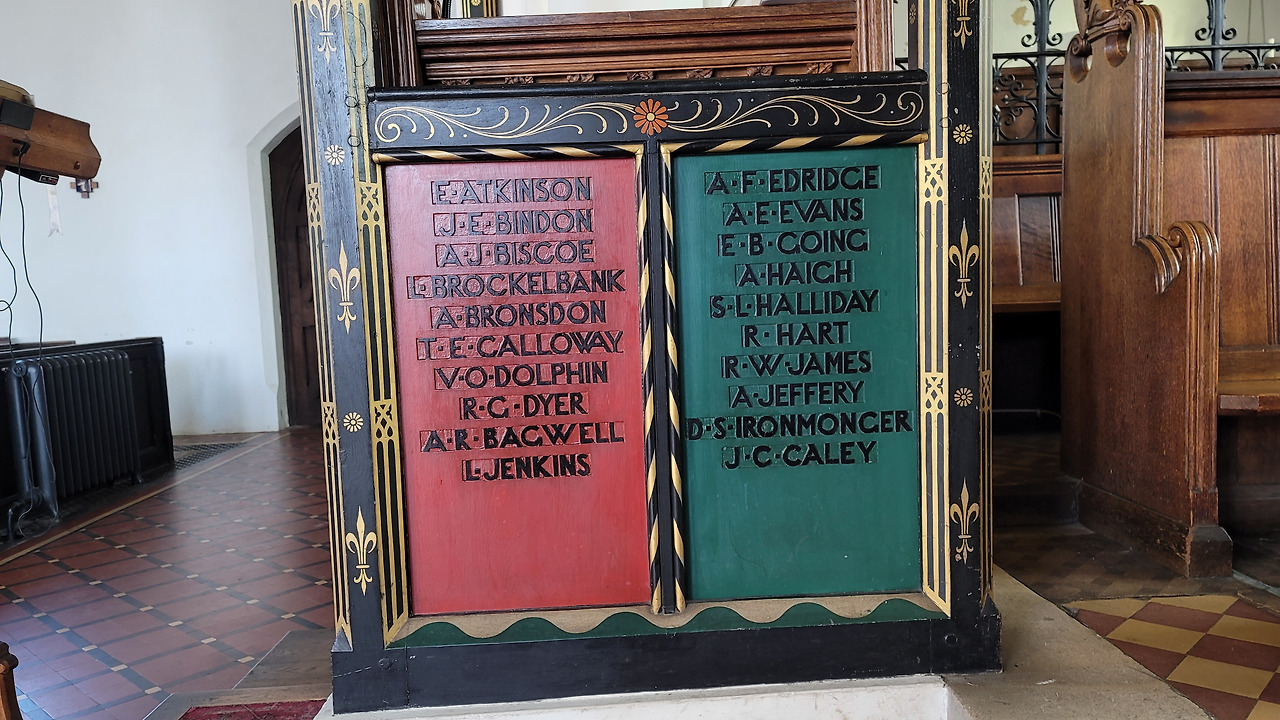 E·ATKINSON
J·E·BINDON
A·J·BISCOE
L·BROCKELBANK
A·BRONSDON
T·E·CALLOWAY
V·O·DOLPHIN
R·G·DYER
A·R·BAGWELL
L·JENKINS
A·F·EDRIDGE
A·E·EVANS
E·B·GOING
A·HAIGH
S·L·HALLIDAY
R·HART
R·W·JAMES
A·JEFFERY
D·S·IRONMONGER
J·C·CALEY